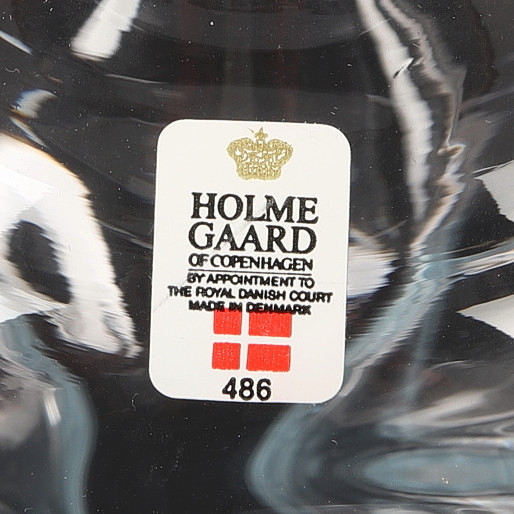 HOLME
GAARD
OF COPENHAGEN
BY APPOINTMENT TO
THE ROYAL DANISH COURT
MADE IN DENMARK
486